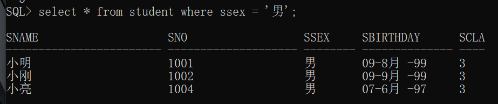 SQL> select * from student where ssex = '男';
SNAME SNO SSEX SBIRTHDAY SCLA
-------------------- -------------------- ------ -------------- ----
小明 1001 男 09-8月 -99 3
小刚 1002 男 09-9月 -99 3
小亮 1004 男 07-6月 -97 3